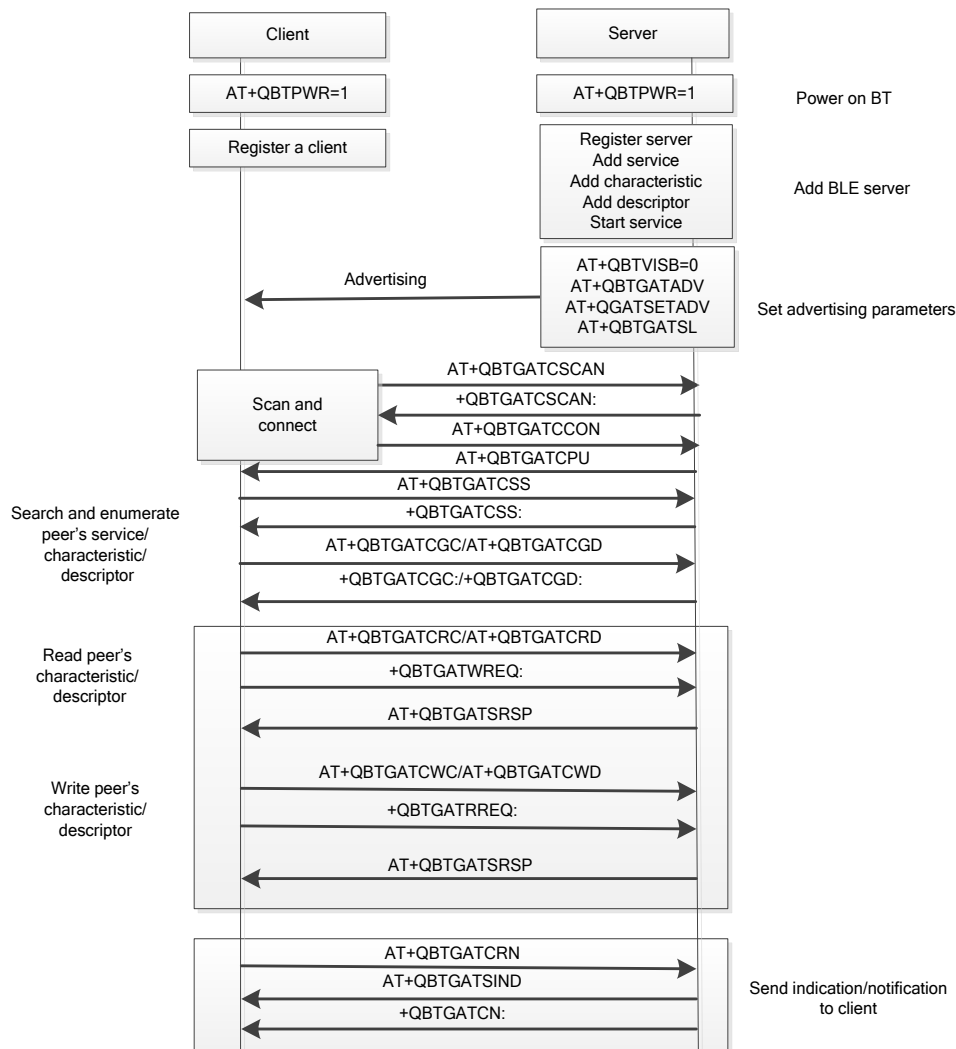 Client
Server
AT+QBTPWR=1
AT+QBTPWR=1
Power on BT
Register a client
Register server
Add service
Add characteristic
Add descriptor
Start service
Add BLE server
Advertising
AT+QBTVISB=0
AT+QBTGATADV
AT+QGATSETADV
AT+QBTGATSL
Set advertising parameters
Scan and
connect
AT+QBTGATCSCAN
+QBTGATCSCAN:
AT+QBTGATCCON
AT+QBTGATCPU
Search and enumerate
peer's service/
characteristic/
descriptor
AT+QBTGATCSS
+QBTGATCSS:
AT+QBTGATCGC/AT+QBTGATCGD
+QBTGATCGC:/+QBTGATCGD:
Read peer's
characteristic/
descriptor
AT+QBTGATCRC/AT+QBTGATCRD
+QBTGATWREQ:
AT+QBTGATSRSP
Write peer's
characteristic/
descriptor
AT+QBTGATCWC/AT+QBTGATCWD
+QBTGATRREQ:
AT+QBTGATSRSP
AT+QBTGATCRN
AT+QBTGATSIND
+QBTGATCN:
Send indication/notification
to client